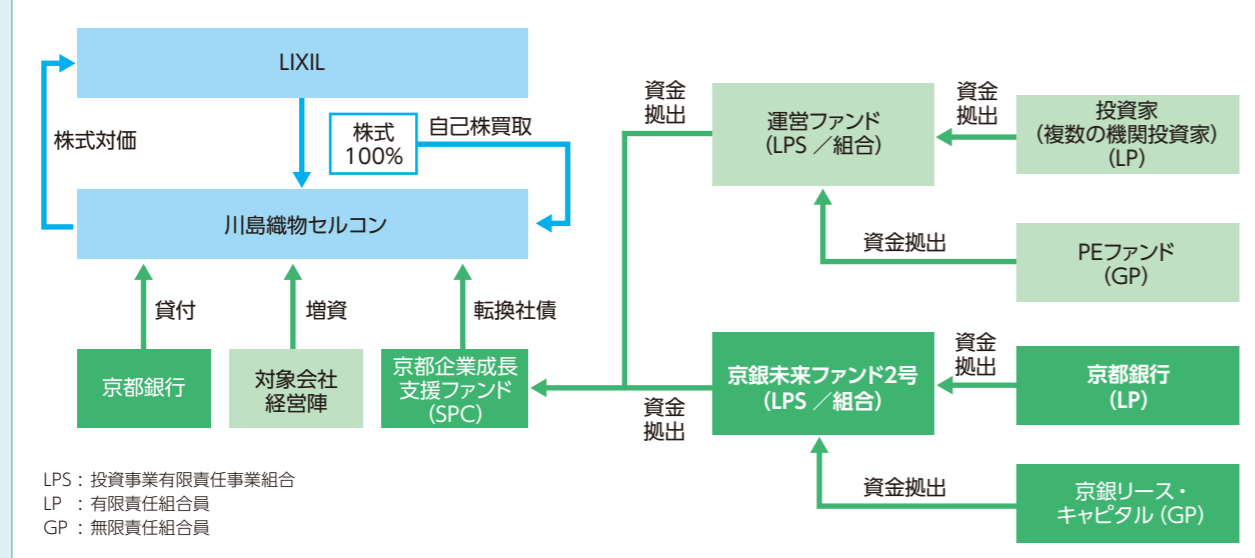 LIXIL
株式対価
株式
100%
自己株買取
川島織物セルコン
貸付
増資
転換社債
京都銀行
対象会社
経営陣
京都企業成長
支援ファンド
(SPC)
資金
拠出
運営ファンド
(LPS／組合)
資金
拠出
投資家
(複数の機関投資家)
(LP)
資金拠出
PEファンド
(GP)
資金
拠出
京銀未来ファンド2号
(LPS／組合)
資金
拠出
京都銀行
(LP)
資金拠出
京銀リース・
キャピタル (GP)
LPS : 投資事業有限責任事業組合
LP : 有限責任組合員
GP : 無限責任組合員